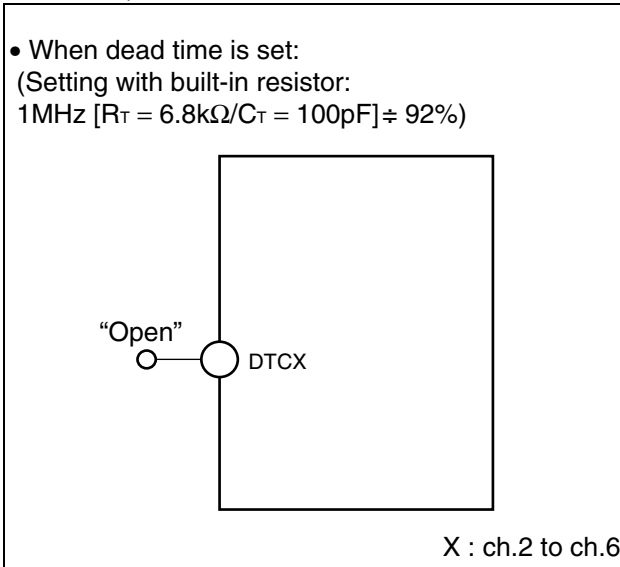 • When dead time is set:
(Setting with built-in resistor:
1MHz [RT = 6.8kΩ/CT = 100pF]≑ 92%)
“Open”
DTCX
X : ch.2 to ch.6